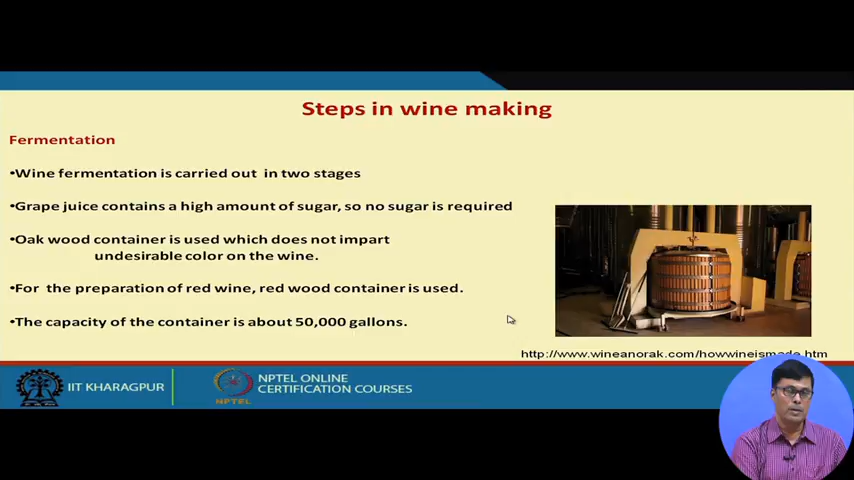 Steps in wine making
Fermentation
•Wine fermentation is carried out in two stages
•Grape juice contains a high amount of sugar, so no sugar is required
•Oak wood container is used which does not impart
undesirable color on the wine.
•For the preparation of red wine, red wood container is used.
•The capacity of the container is about 50,000 gallons.
http://www.wineanorak.com/howwineismade.htm
IIT KHARAGPUR
NPTEL ONLINE
CERTIFICATION COURSES
NPTEL